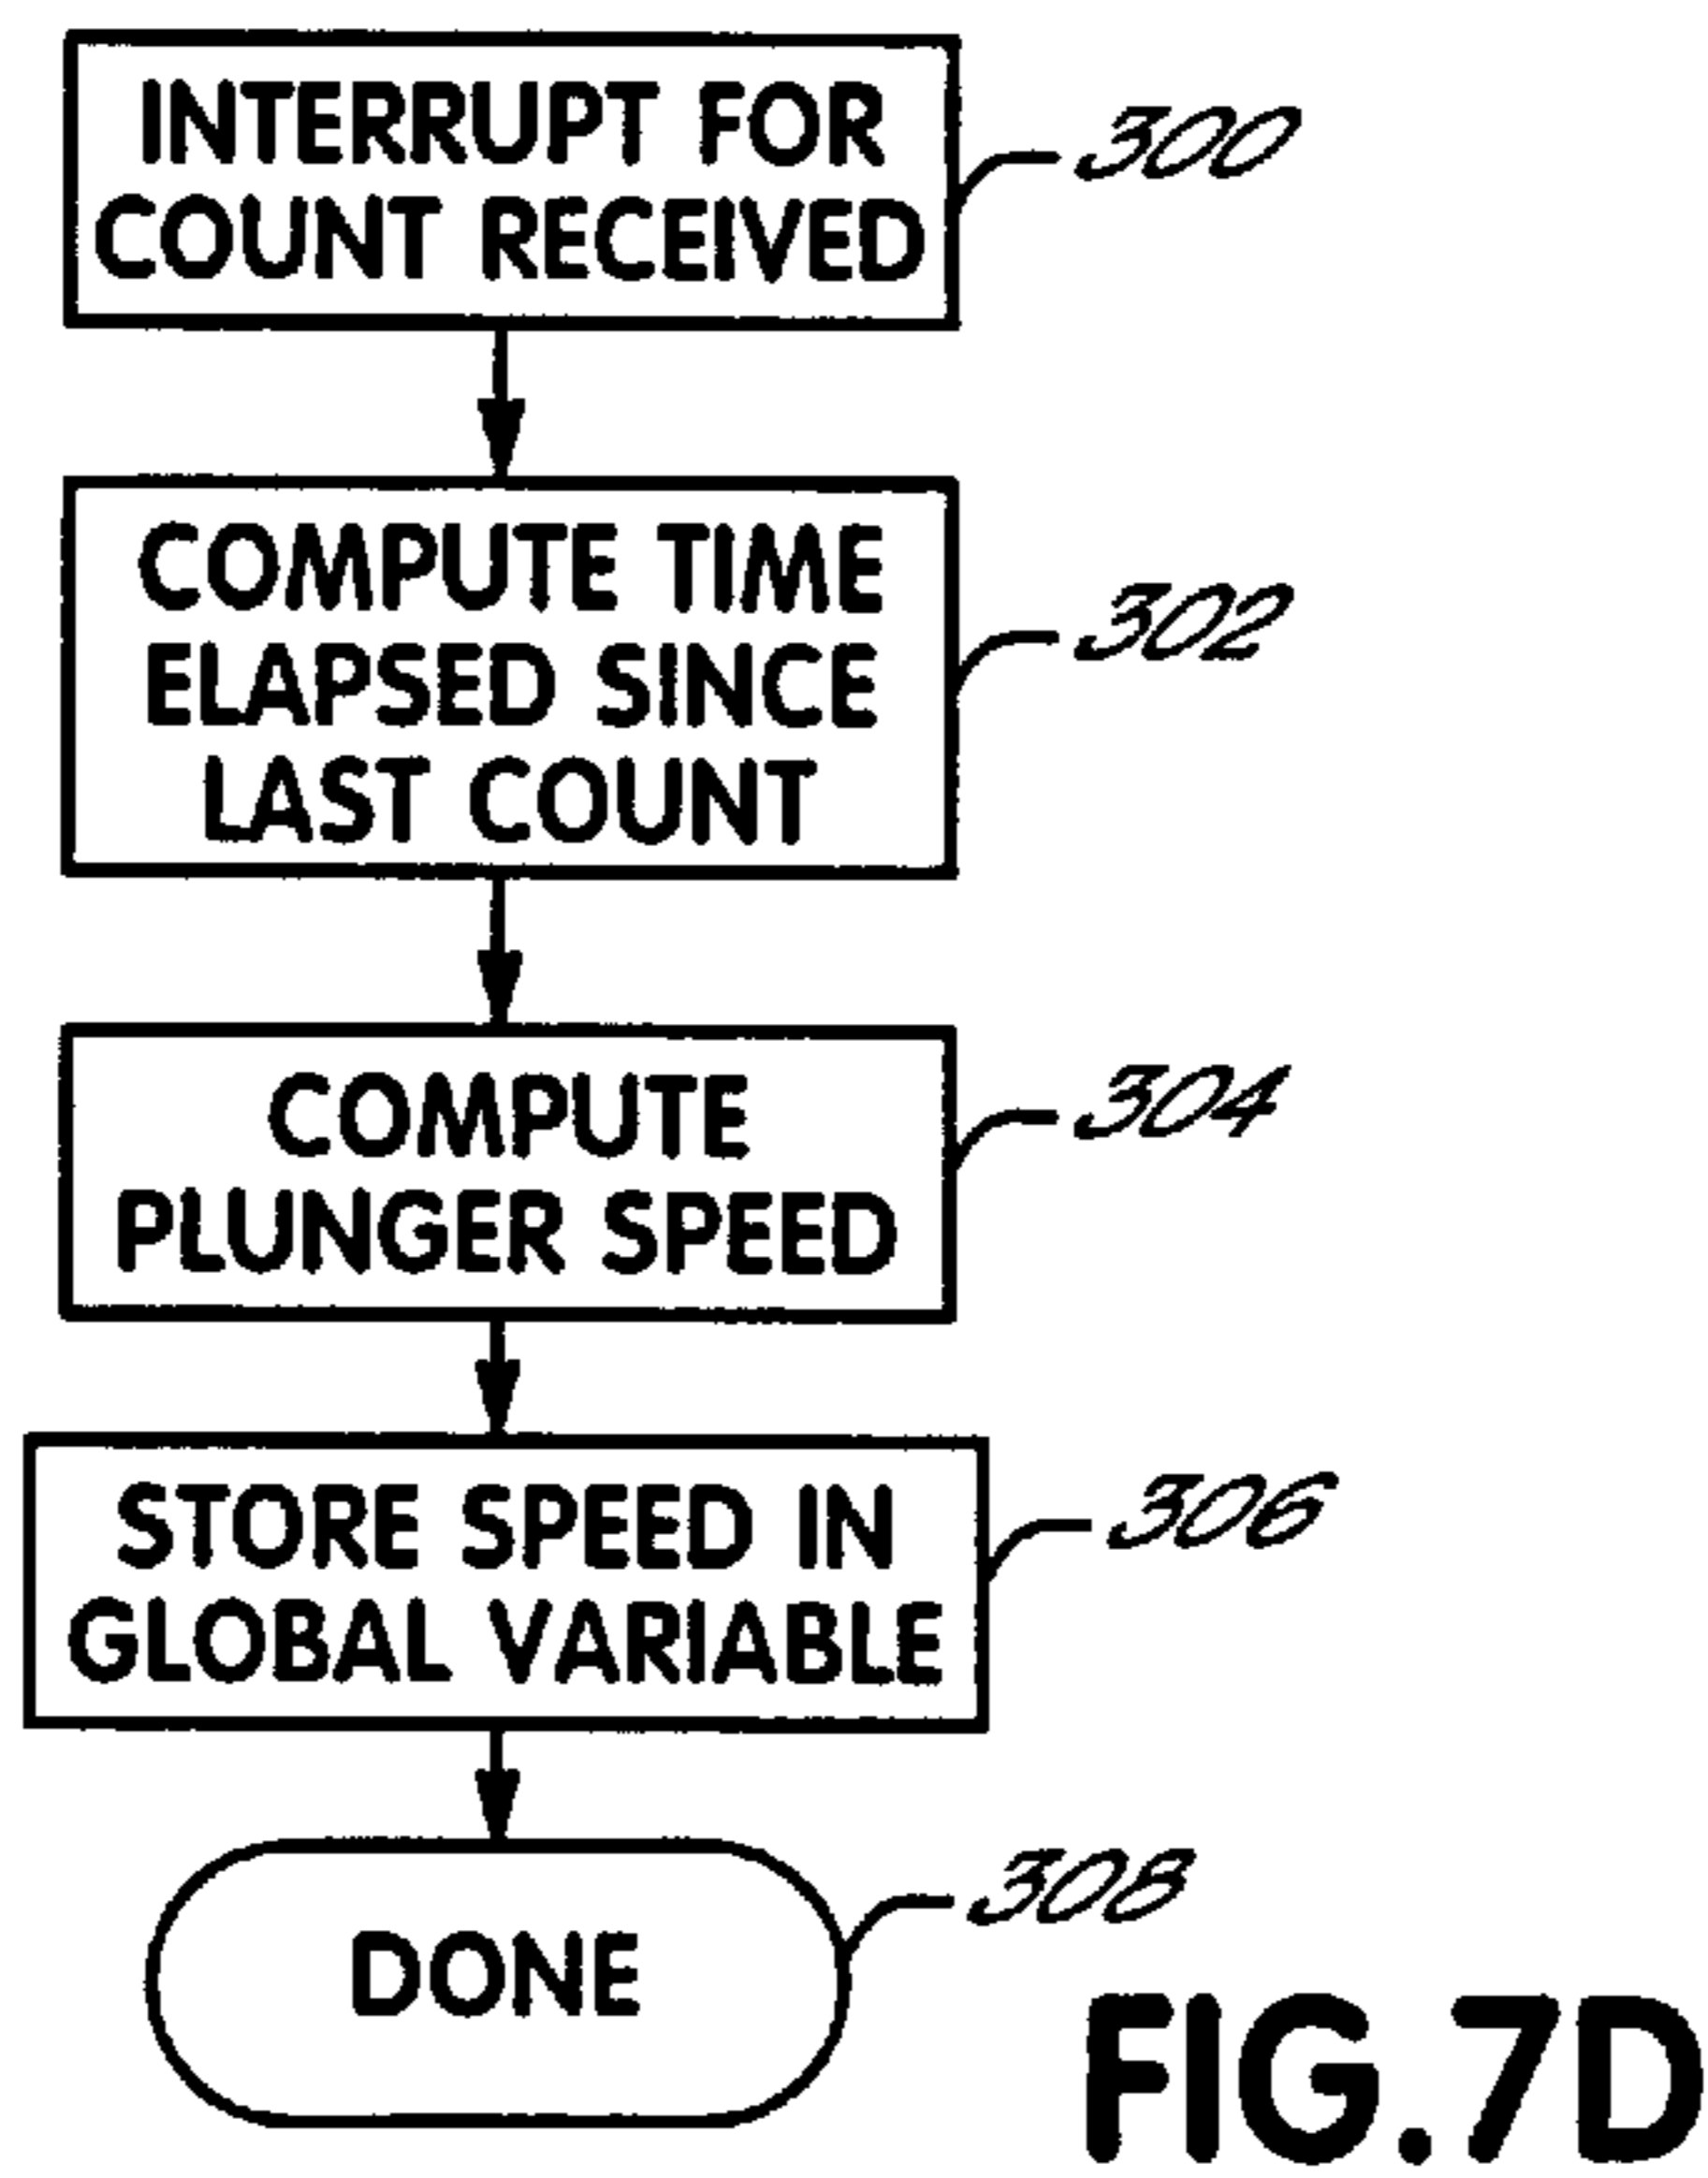 INTERRUPT FOR
COUNT RECEIVED
300
COMPUTE TIME
ELAPSED SINCE
LAST COUNT
302
COMPUTE
PLUNGER SPEED
304
STORE SPEED IN
GLOBAL VARIABLE
306
DONE
308
FIG.7D